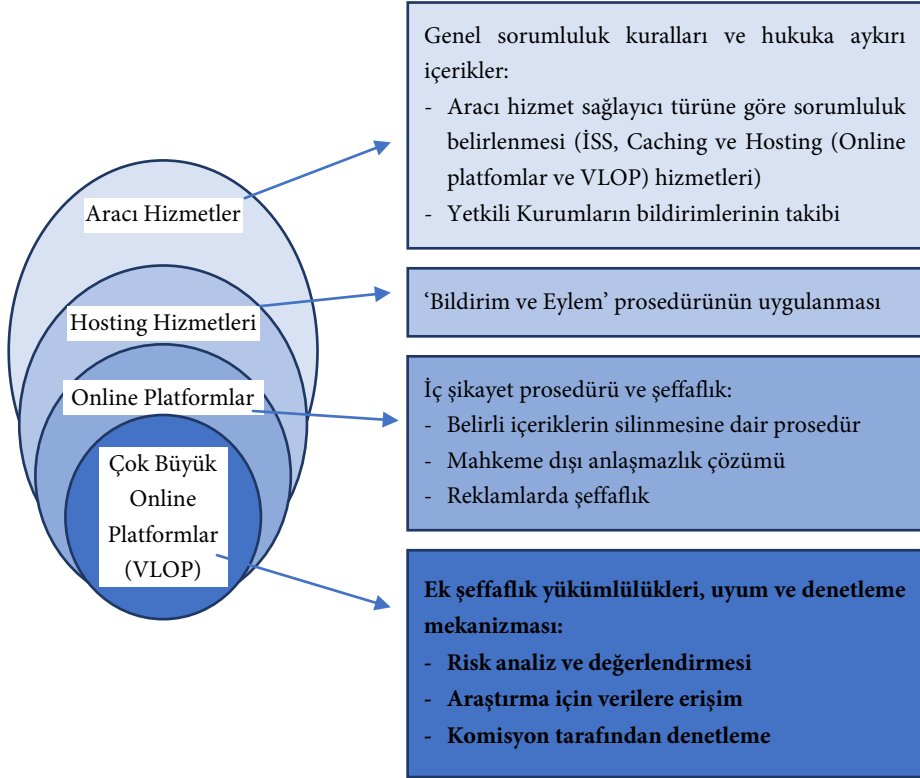 Aracı Hizmetler
Hosting Hizmetleri
Online Platformlar
Çok Büyük
Online
Platformlar
(VLOP)
Genel sorumluluk kuralları ve hukuka aykırı
içerikler:
- Aracı hizmet sağlayıcı türüne göre sorumluluk
belirlenmesi (İSS, Caching ve Hosting (Online
platfomlar ve VLOP) hizmetleri)
- Yetkili Kurumların bildirimlerinin takibi
‘Bildirim ve Eylem’ prosedürünün uygulanması
İç şikayet prosedürü ve şeffaflık:
- Belirli içeriklerin silinmesine dair prosedür
- Mahkeme dışı anlaşmazlık çözümü
- Reklamlarda şeffaflık
Ek şeffaflık yükümlülükleri, uyum ve denetleme
mekanizması:
- Risk analiz ve değerlendirmesi
- Araştırma için verilere erişim
- Komisyon tarafından denetleme